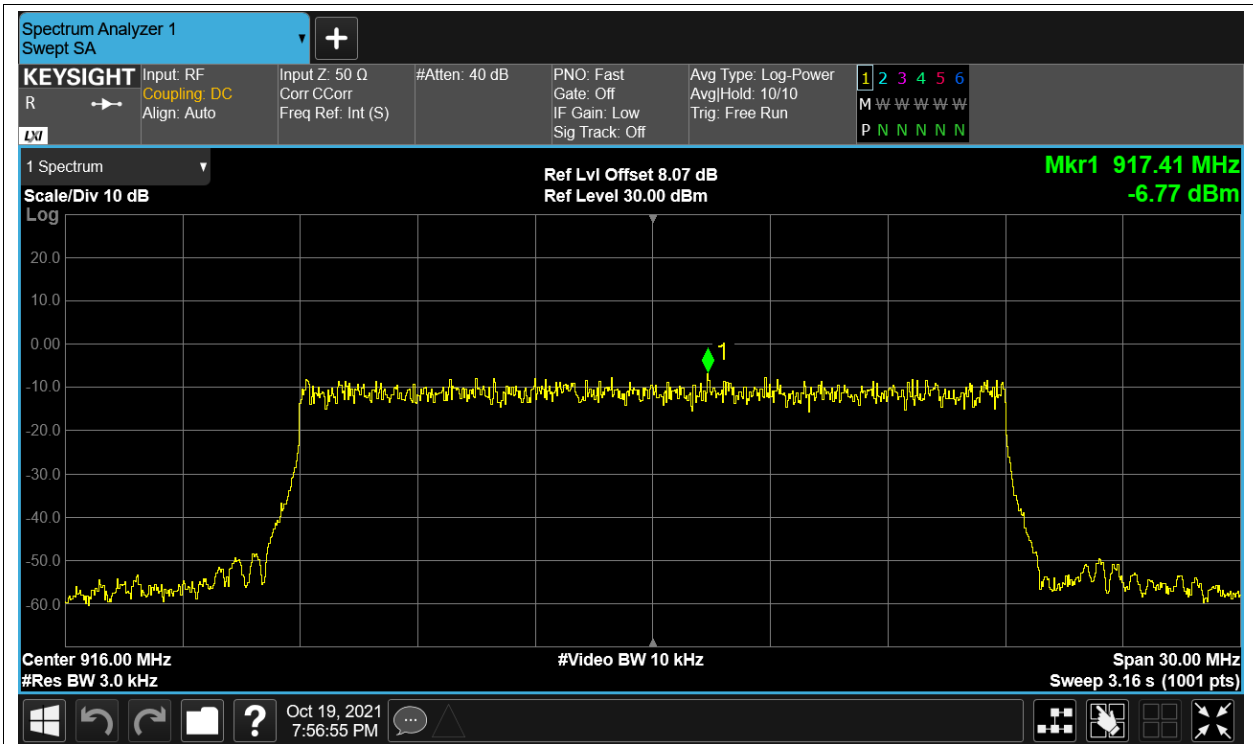 Spectrum Analyzer 1
Swept SA
KEYSIGHT
R
LXI
Input: RF
Coupling: DC
Align: Auto
Input Z: 50 Ω
Corr CCorr
Freq Ref: Int (S)
#Atten: 40 dB
PNO: Fast
Gate: Off
IF Gain: Low
Sig Track: Off
Avg Type: Log-Power
Avg|Hold: 10/10
Trig: Free Run
1 2 3 4 5 6
M W W W W W
P N N N N N
1 Spectrum
Scale/Div 10 dB
Ref Lvl Offset 8.07 dB
Ref Level 30.00 dBm
Mkr1 917.41 MHz
-6.77 dBm
Log
20.0
10.0
0.00
-10.0
-20.0
-30.0
-40.0
-50.0
-60.0
1
Center 916.00 MHz
#Res BW 3.0 kHz
#Video BW 10 kHz
Span 30.00 MHz
Sweep 3.16 s (1001 pts)
?
Oct 19, 2021
7:56:55 PM